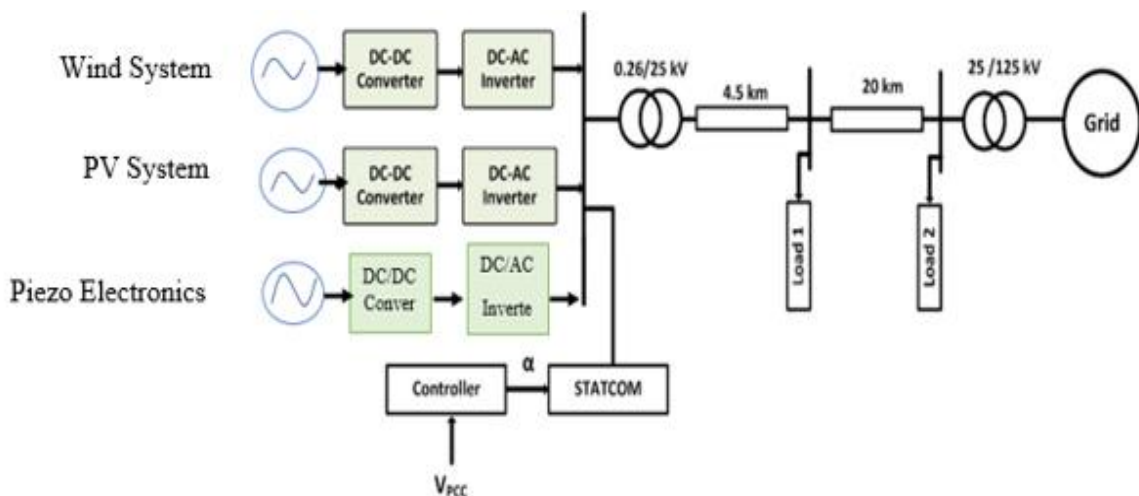 Wind System
DC-DC
Converter
DC-AC
Inverter
0.26/25 kV
4.5 km
20 km
25 /125 kV
Grid
PV System
DC-DC
Converter
DC-AC
Inverter
Load 1
Load 2
Piezo Electronics
DC/DC
Conver
DC/AC
Inverte
Controller
α
STATCOM
VPCC